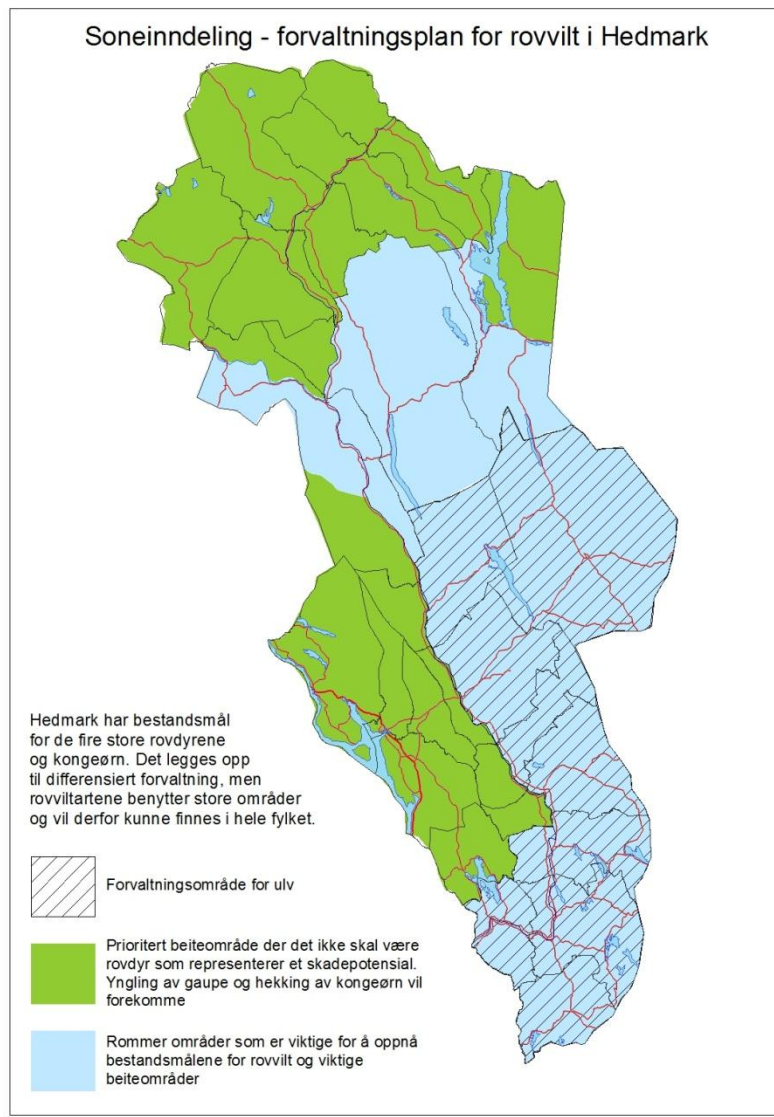 Soneinndeling - forvaltningsplan for rovvilt i Hedmark
Hedmark har bestandsmål
for de fire store rovdyrene
og kongeørn. Det legges opp
til differensiert forvaltning, men
rovviltartene benytter store områder
og vil derfor kunne finnes i hele fylket.
Forvaltningsområde for ulv
Prioritert beiteområde der det ikke skal være
rovdyr som representerer et skadepotensial.
Yngling av gaupe og hekking av kongeørn vil
forekomme
Rommer områder som er viktige for å oppnå
bestandsmålene for rovvilt og viktige
beiteområder